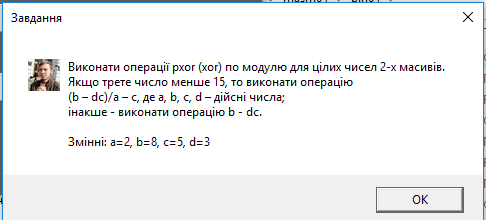 Завдання
Виконати операції pxor (xor) по модулю для цілих чисел 2-х масивів.
Якщо трете число менше 15, то виконати операцію
(b – dc)/a – c, де a, b, c, d – дійсні числа;
інакше - виконати операцію b - dc.
Змінні: a=2, b=8, c=5, d=3
OK